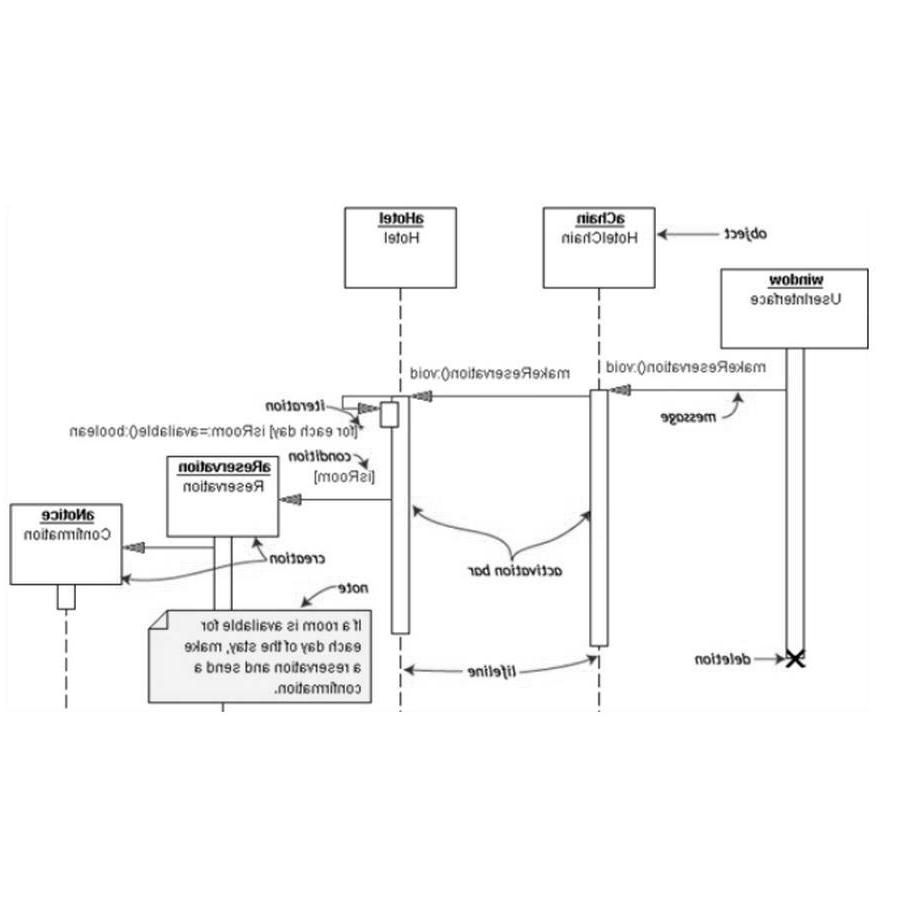 object
aChain
HotelChain
aHotel
Hotel
window
UserInterface
makeReservation():void
makeReservation():void
message
iteration
*[for each day] isRoom:=available():boolean
condition
[isRoom]
aReservation
Reservation
aNotice
Confirmation
creation
activation bar
note
If a room is available for
each day of the stay, make
a reservation and send a
confirmation.
lifeline
deletion